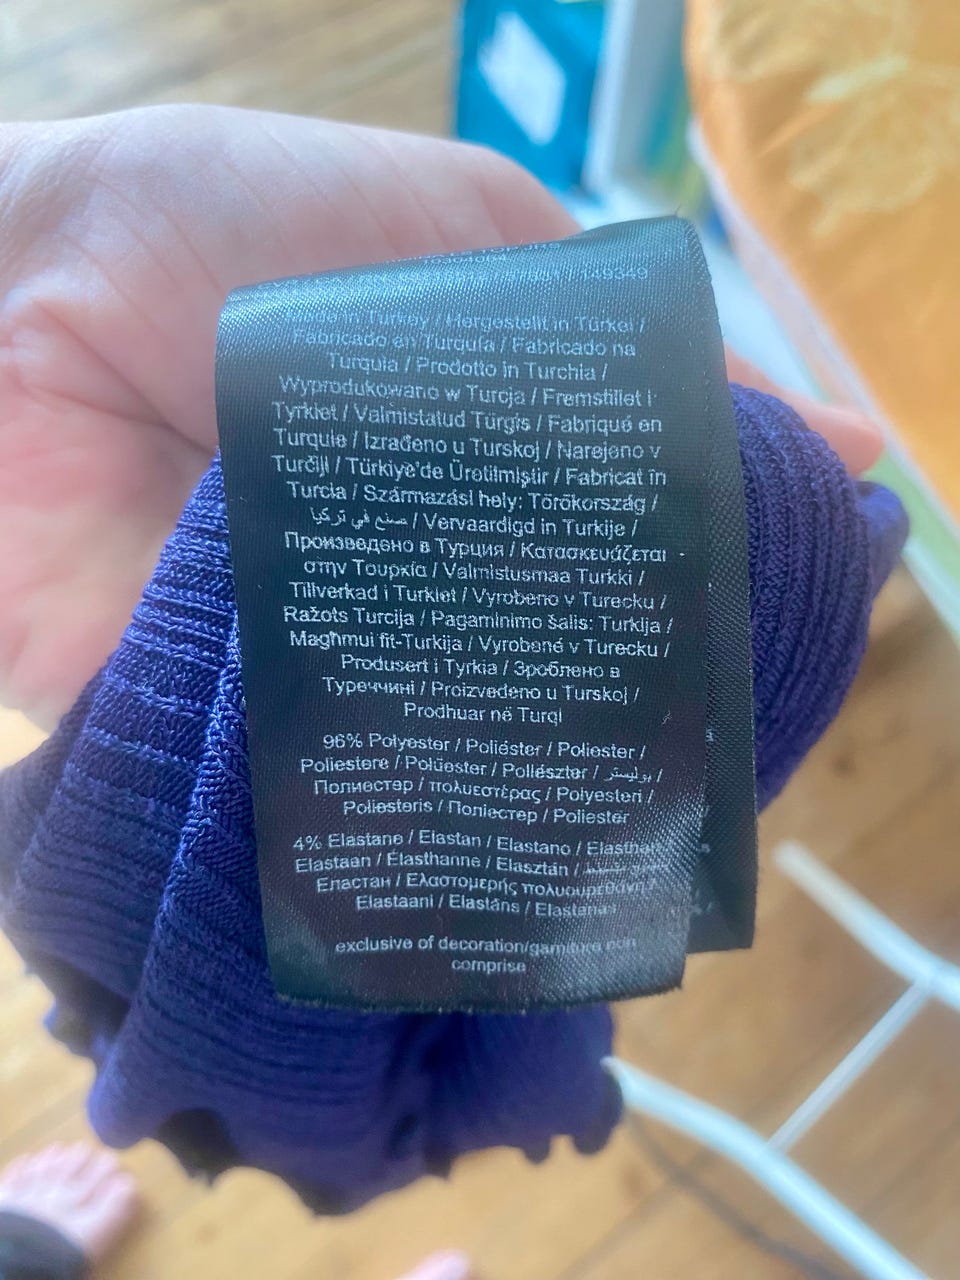 149349
Made in Turkey / Hergestellt in Türkei /
Fabricado en Turquía / Fabricado na
Turquia / Prodotto in Turchia /
Wyprodukowano w Turcja / Fremstillet i
Tyrkiet / Valmistatud Türgis / Fabriqué en
Turquie / Izrađeno u Turskoj / Narejeno v
Turčiji / Türkiye'de Üretilmiştir / Fabricat în
Turcia / Származási hely: Törökország /
صنع في تركيا / Vervaardigd in Turkije /
Произведено в Турция / Κατασκευάζεται
στην Τουρκία / Valmistusmaa Turkki /
Tillverkad i Turkiet / Vyrobeno v Turecku /
Ražots Turcija / Pagaminimo šalis: Turkija /
Magħmul fit-Turkija / Vyrobené v Turecku /
Produsert i Tyrkia / Зроблено в
Туреччині / Proizvedeno u Turskoj /
Prodhuar në Turqi
96% Polyester / Poliéster / Poliester /
Poliestere / Polüester / Poliészter / بوليستر /
Полиестер / πολυεστέρας / Polyesteri /
Poliesteris / Поліестер / Poliester
4% Elastane / Elastan / Elastano /
Elastaan / Élasthanne / Elasztán /
Еластан / Ελαστομερής πολυουρεθάνη /
Elastaani / Elastāns / Elastanas
exclusive of decoration/garniture non
comprise